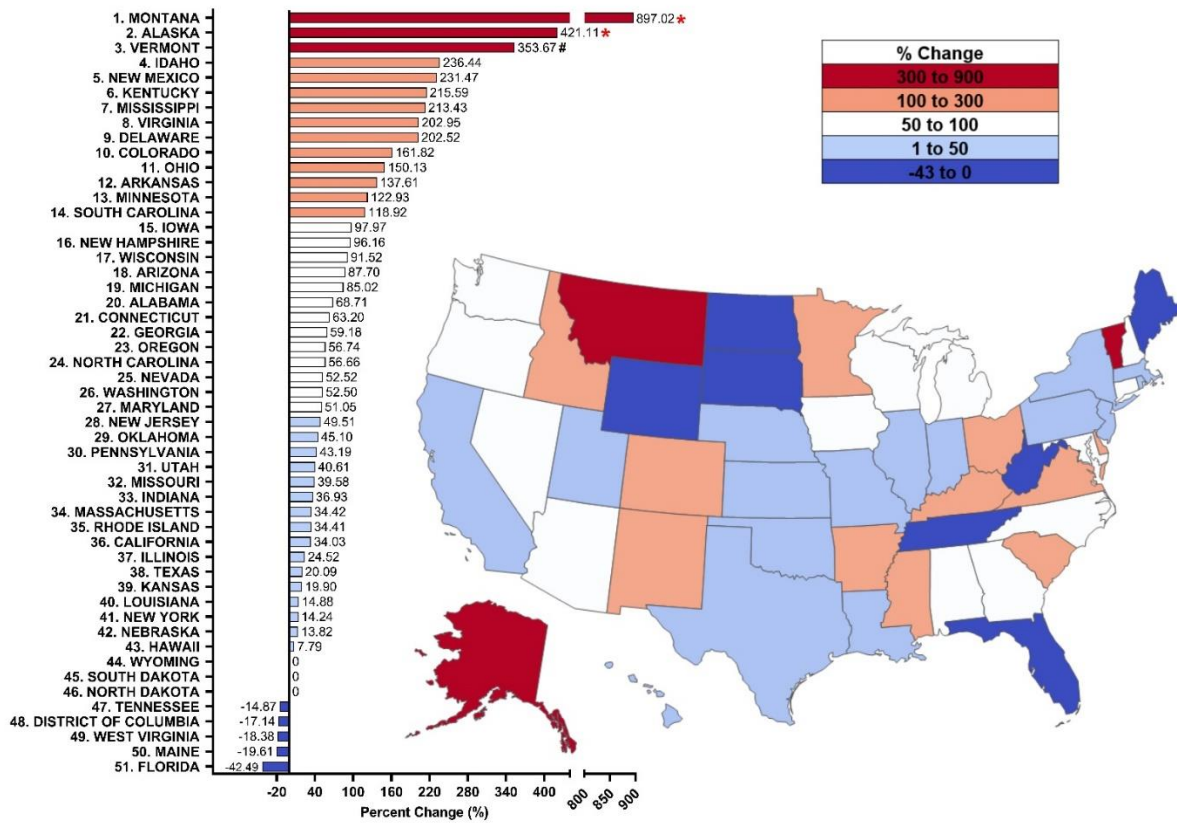 1. MONTANA 897.02 *
2. ALASKA 421.11 *
3. VERMONT 353.67 #
4. IDAHO 236.44
5. NEW MEXICO 231.47
6. KENTUCKY 215.59
7. MISSISSIPPI 213.43
8. VIRGINIA 202.95
9. DELAWARE 202.52
10. COLORADO 161.82
11. OHIO 150.13
12. ARKANSAS 137.61
13. MINNESOTA 122.93
14. SOUTH CAROLINA 118.92
15. IOWA 97.97
16. NEW HAMPSHIRE 96.16
17. WISCONSIN 91.52
18. ARIZONA 87.70
19. MICHIGAN 85.02
20. ALABAMA 68.71
21. CONNECTICUT 63.20
22. GEORGIA 59.18
23. OREGON 56.74
24. NORTH CAROLINA 56.66
25. NEVADA 52.52
26. WASHINGTON 52.50
27. MARYLAND 51.05
28. NEW JERSEY 49.51
29. OKLAHOMA 45.10
30. PENNSYLVANIA 43.19
31. UTAH 40.61
32. MISSOURI 39.58
33. INDIANA 36.93
34. MASSACHUSETTS 34.42
35. RHODE ISLAND 34.41
36. CALIFORNIA 34.03
37. ILLINOIS 24.52
38. TEXAS 20.09
39. KANSAS 19.90
40. LOUISIANA 14.88
41. NEW YORK 14.24
42. NEBRASKA 13.82
43. HAWAII 7.79
44. WYOMING 0
45. SOUTH DAKOTA 0
46. NORTH DAKOTA 0
47. TENNESSEE -14.87
48. DISTRICT OF COLUMBIA -17.14
49. WEST VIRGINIA -18.38
50. MAINE -19.61
51. FLORIDA -42.49
-20 40 100 160 220 280 340 400 800 850 900
Percent Change (%)
% Change
300 to 900
100 to 300
50 to 100
1 to 50
-43 to 0